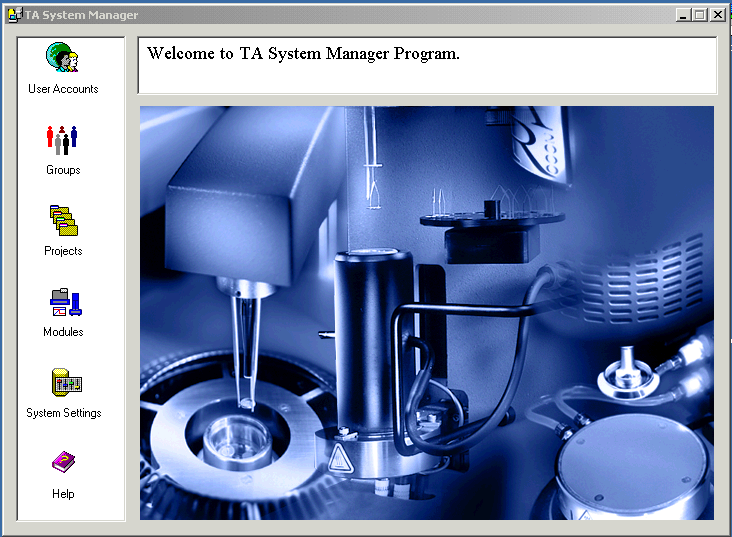 TA System Manager
Welcome to TA System Manager Program.
User Accounts
Groups
Projects
Modules
System Settings
Help